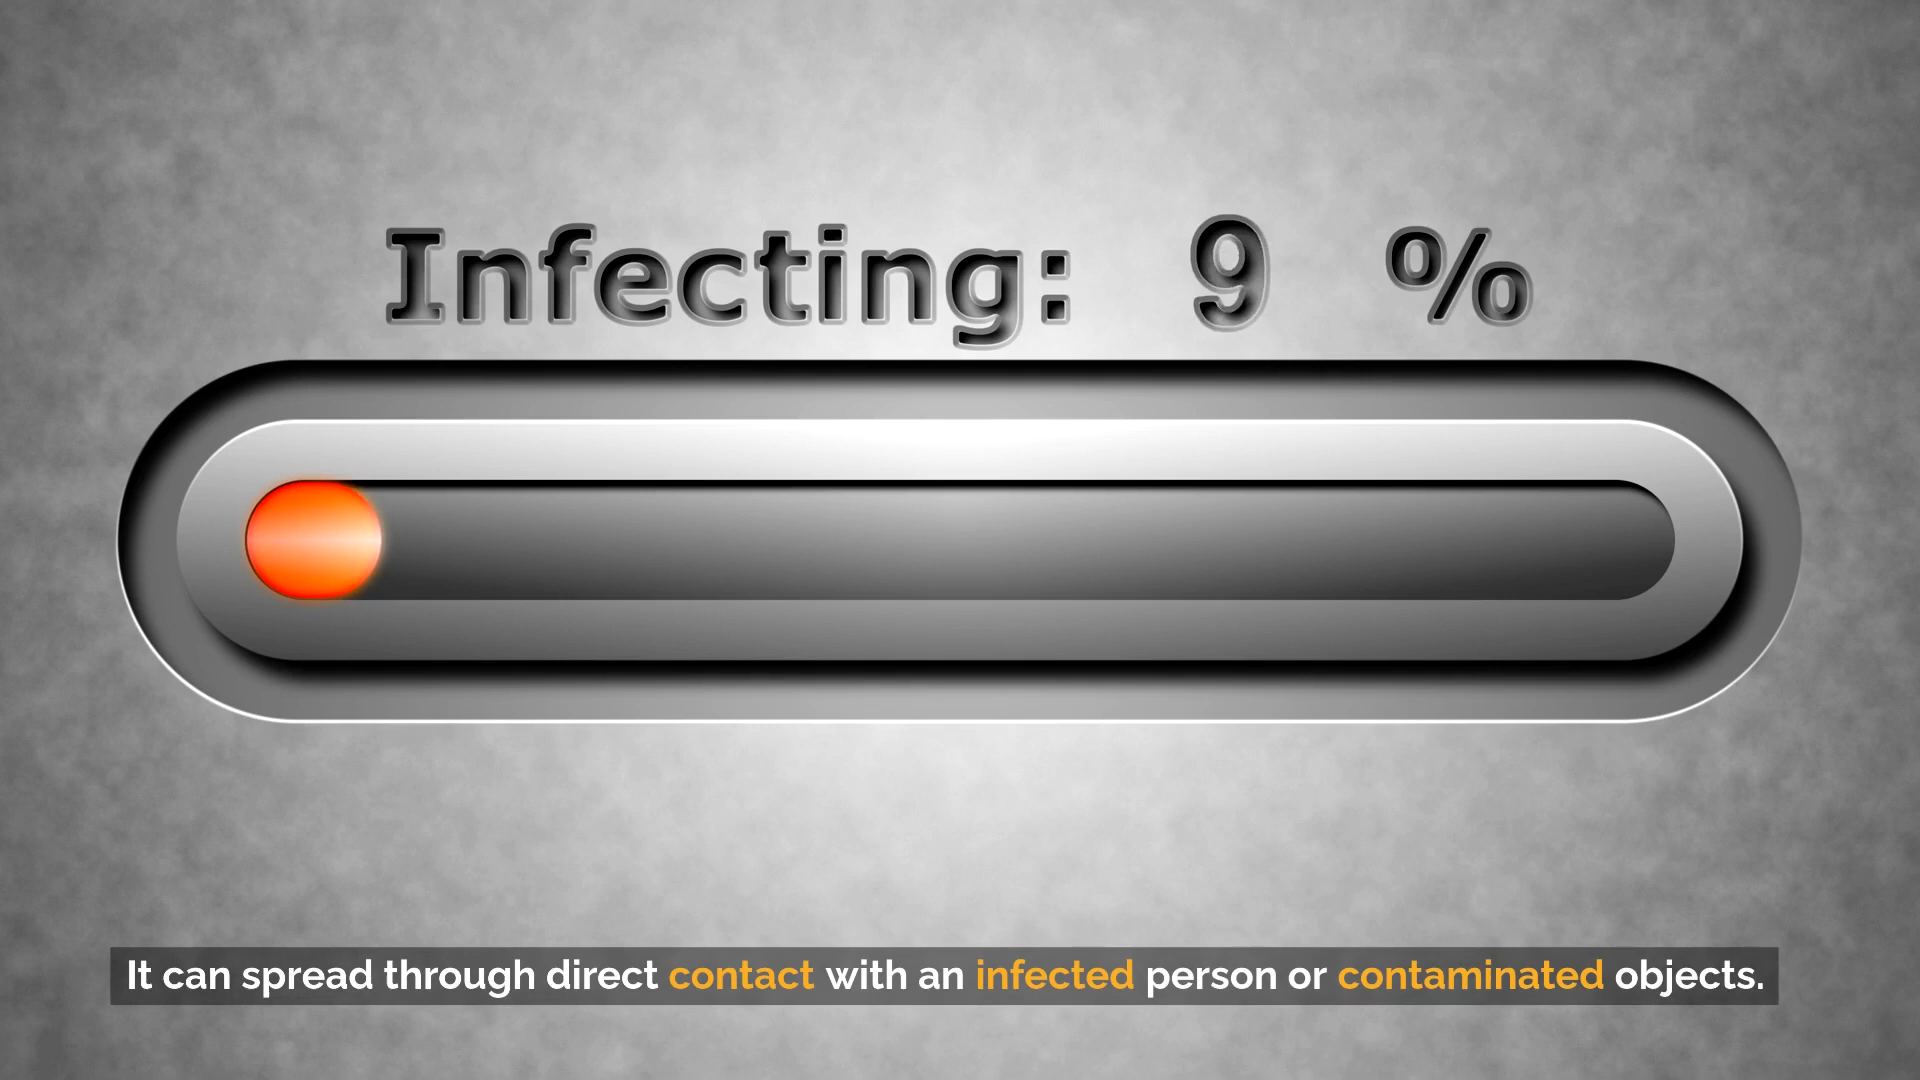 Infecting: 9 %
It can spread through direct contact with an infected person or contaminated objects.